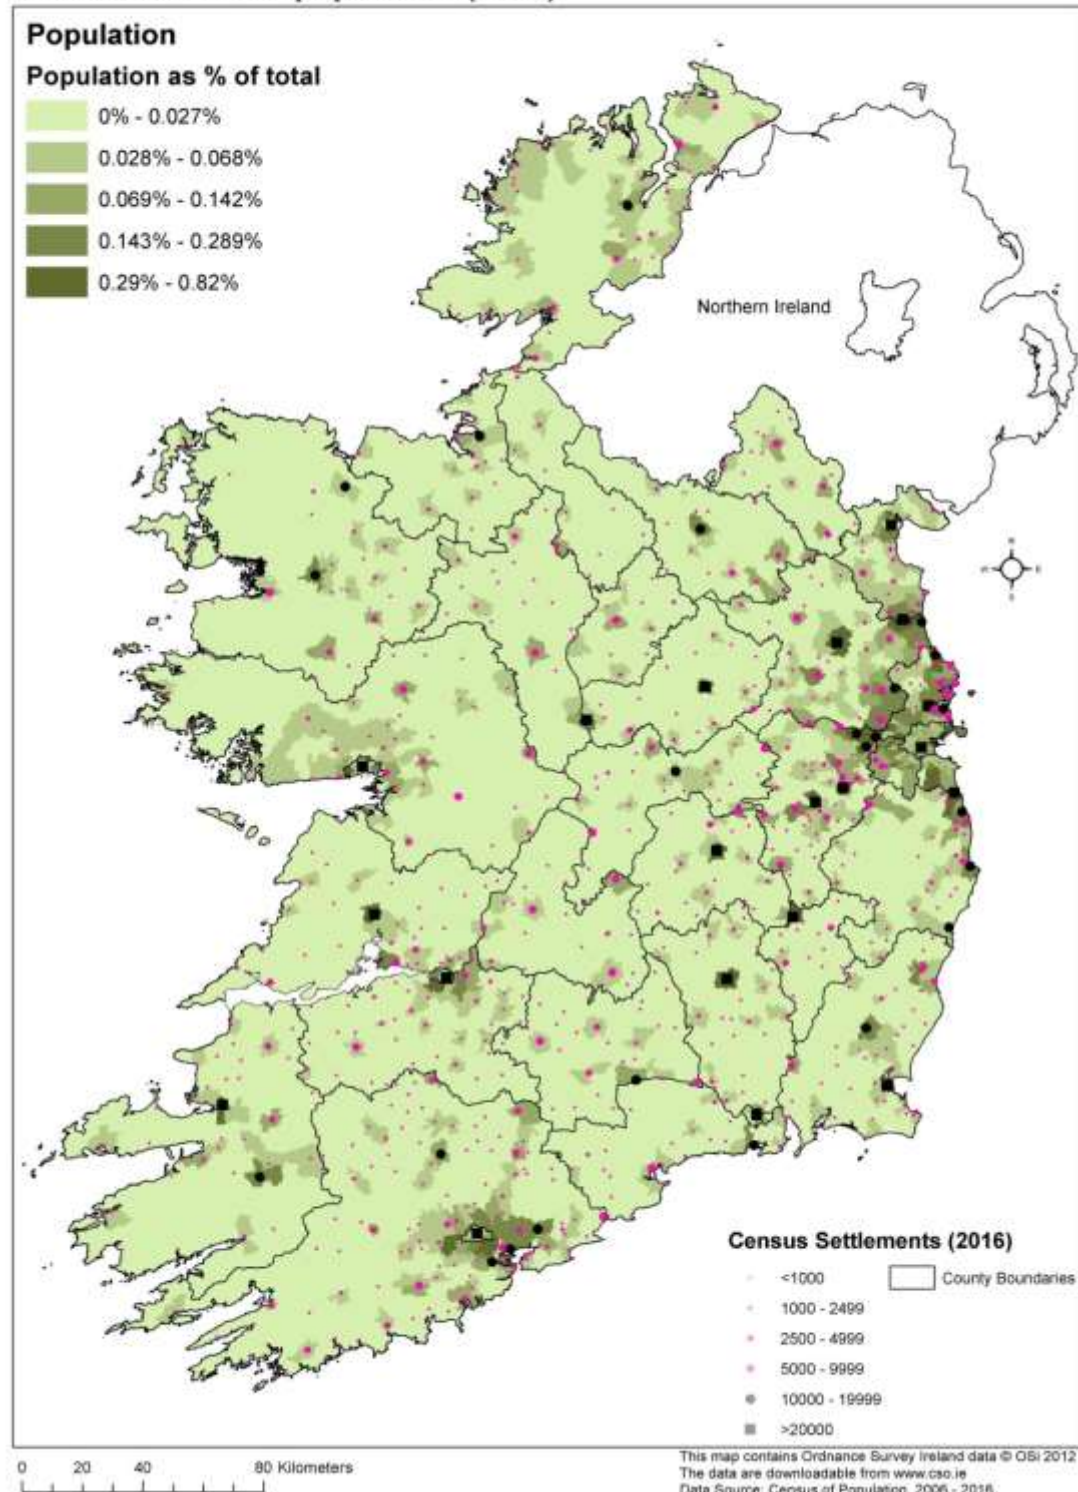 Population
Population as % of total
0% - 0.027%
0.028% - 0.068%
0.069% - 0.142%
0.143% - 0.289%
0.29% - 0.82%
Northern Ireland
Census Settlements (2016)
<1000
County Boundaries
1000 - 2499
2500 - 4999
5000 - 9999
10000 - 19999
>20000
0 20 40 80 Kilometers
This map contains Ordnance Survey Ireland data © OSi 2012
The data are downloadable from www.cso.ie
Data Source: Census of Population, 2006 - 2016